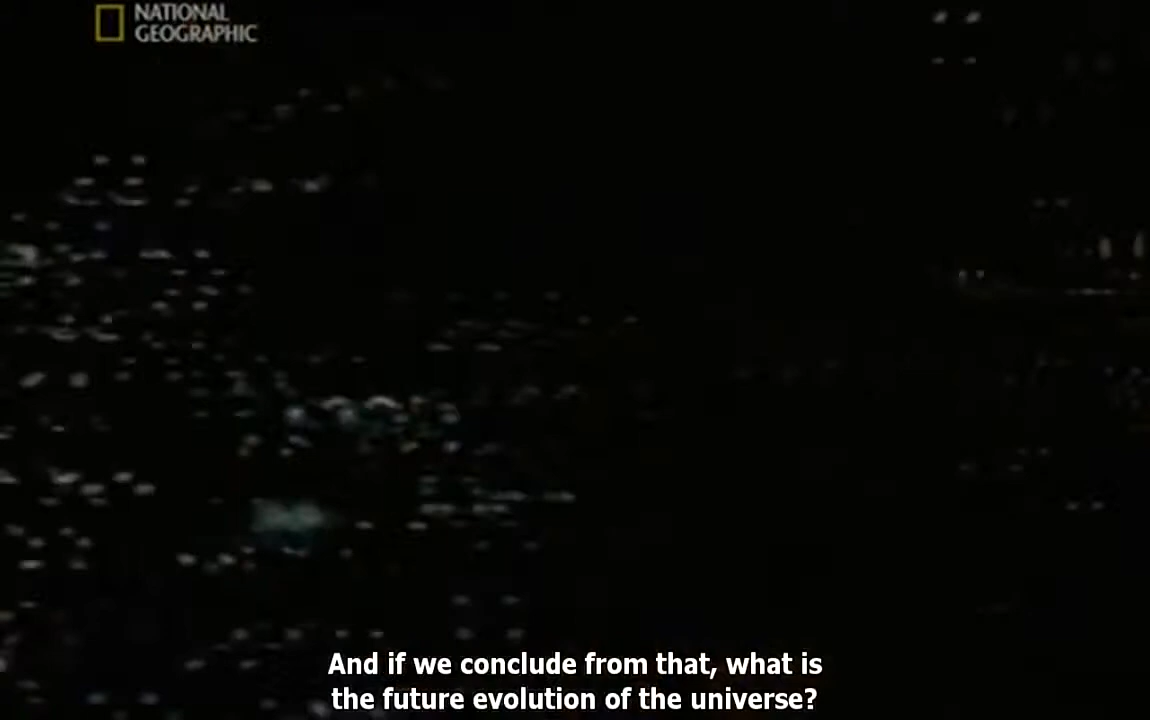 NATIONAL
GEOGRAPHIC
And if we conclude from that, what is
the future evolution of the universe?